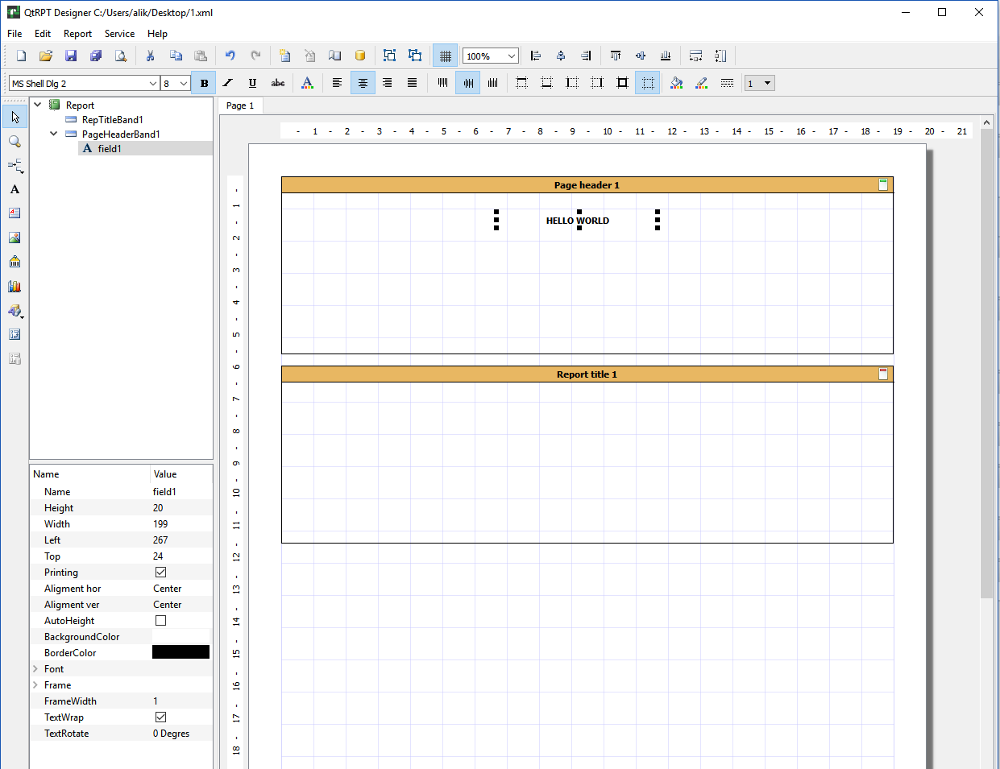 QtRPT Designer C:/Users/alik/Desktop/1.xml
File Edit Report Service Help
100%
MS Shell Dlg 2 8 B I U abc A 1
Report
RepTitleBand1
PageHeaderBand1
A field1
A
Name Value
Name field1
Height 20
Width 199
Left 267
Top 24
Printing
Aligment hor Center
Aligment ver Center
AutoHeight
BackgroundColor
BorderColor
Font
Frame
FrameWidth 1
TextWrap
TextRotate 0 Degres
Page 1
- 1 - 2 - 3 - 4 - 5 - 6 - 7 - 8 - 9 - 10 - 11 - 12 - 13 - 14 - 15 - 16 - 17 - 18 - 19 - 20 - 21
- 1 - 2 - 3 - 4 - 5 - 6 - 7 - 8 - 9 - 10 - 11 - 12 - 13 - 14 - 15 - 16 - 17 - 18
Page header 1
HELLO WORLD
Report title 1